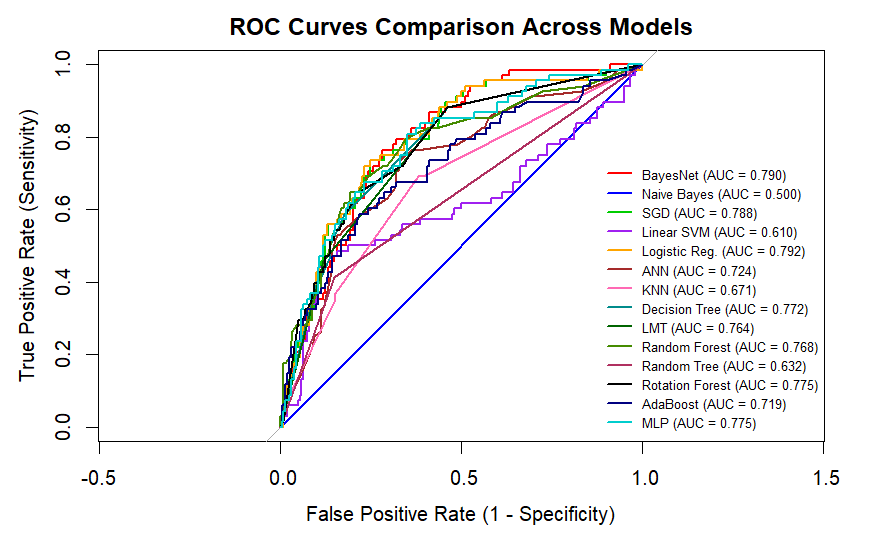 ROC Curves Comparison Across Models
True Positive Rate (Sensitivity)
1.0
0.8
0.6
0.4
0.2
0.0
BayesNet (AUC = 0.790)
Naive Bayes (AUC = 0.500)
SGD (AUC = 0.788)
Linear SVM (AUC = 0.610)
Logistic Reg. (AUC = 0.792)
ANN (AUC = 0.724)
KNN (AUC = 0.671)
Decision Tree (AUC = 0.772)
LMT (AUC = 0.764)
Random Forest (AUC = 0.768)
Random Tree (AUC = 0.632)
Rotation Forest (AUC = 0.775)
AdaBoost (AUC = 0.719)
MLP (AUC = 0.775)
-0.5 0.0 0.5 1.0 1.5
False Positive Rate (1 - Specificity)